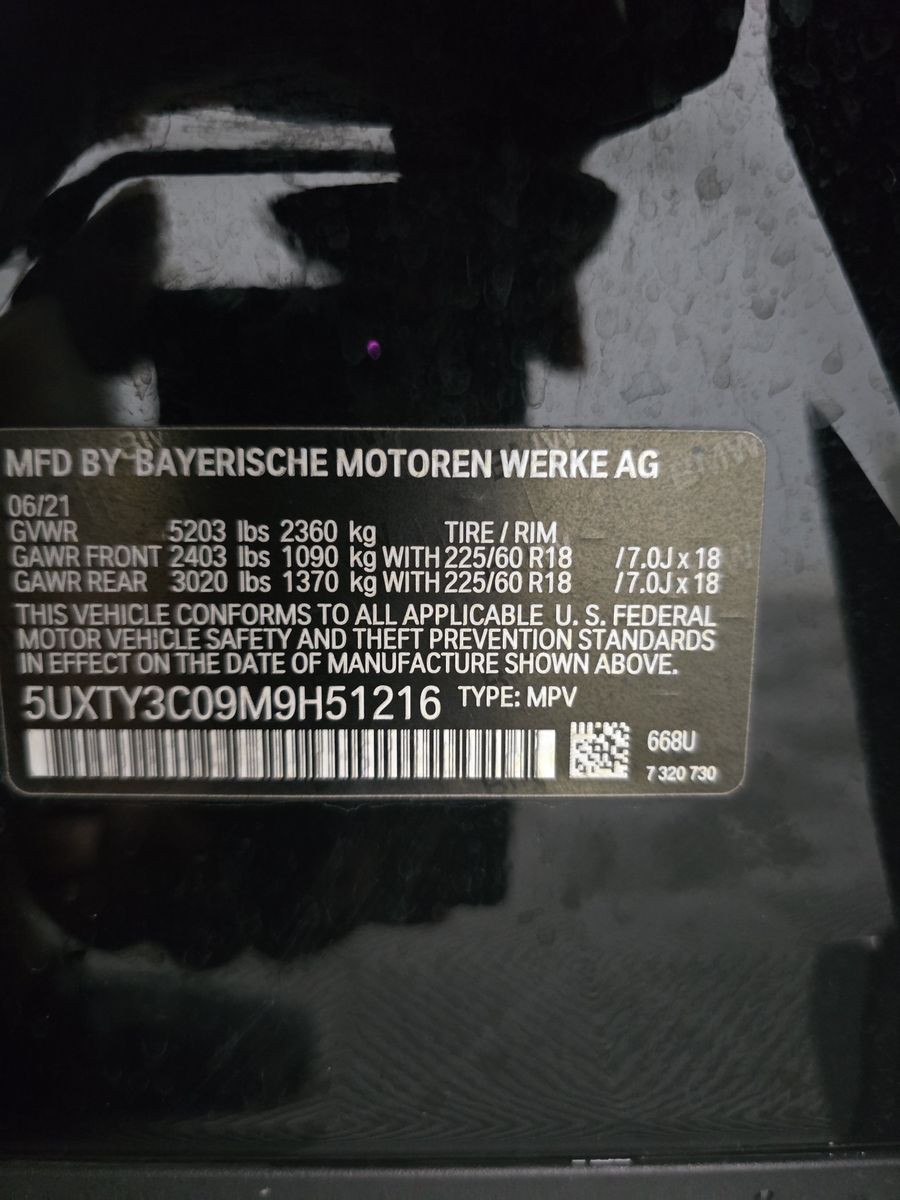 MFD BY BAYERISCHE MOTOREN WERKE AG
06/21
GVWR 5203 lbs 2360 kg TIRE / RIM
GAWR FRONT 2403 lbs 1090 kg WITH 225/60 R18 /7.0J x 18
GAWR REAR 3020 lbs 1370 kg WITH 225/60 R18 /7.0J x 18
THIS VEHICLE CONFORMS TO ALL APPLICABLE U. S. FEDERAL
MOTOR VEHICLE SAFETY AND THEFT PREVENTION STANDARDS
IN EFFECT ON THE DATE OF MANUFACTURE SHOWN ABOVE.
5UXTY3C09M9H51216 TYPE: MPV
668U
7 320 730